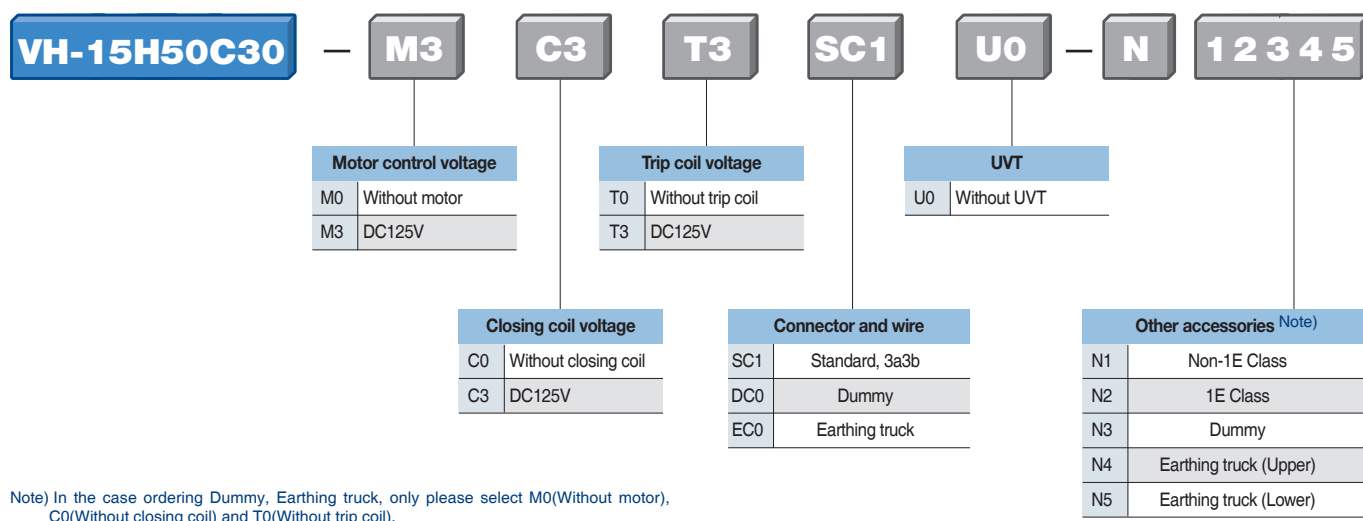 VH-15H50C30 — M3 C3 T3 SC1 U0 — N 1 2 3 4 5
Motor control voltage
M0 Without motor
M3 DC125V
Trip coil voltage
T0 Without trip coil
T3 DC125V
UVT
U0 Without UVT
Closing coil voltage
C0 Without closing coil
C3 DC125V
Connector and wire
SC1 Standard, 3a3b
DC0 Dummy
EC0 Earthing truck
Other accessories Note)
N1 Non-1E Class
N2 1E Class
N3 Dummy
N4 Earthing truck (Upper)
N5 Earthing truck (Lower)
Note) In the case ordering Dummy, Earthing truck, only please select M0(Without motor),
C0(Without closing coil) and T0(Without trip coil).